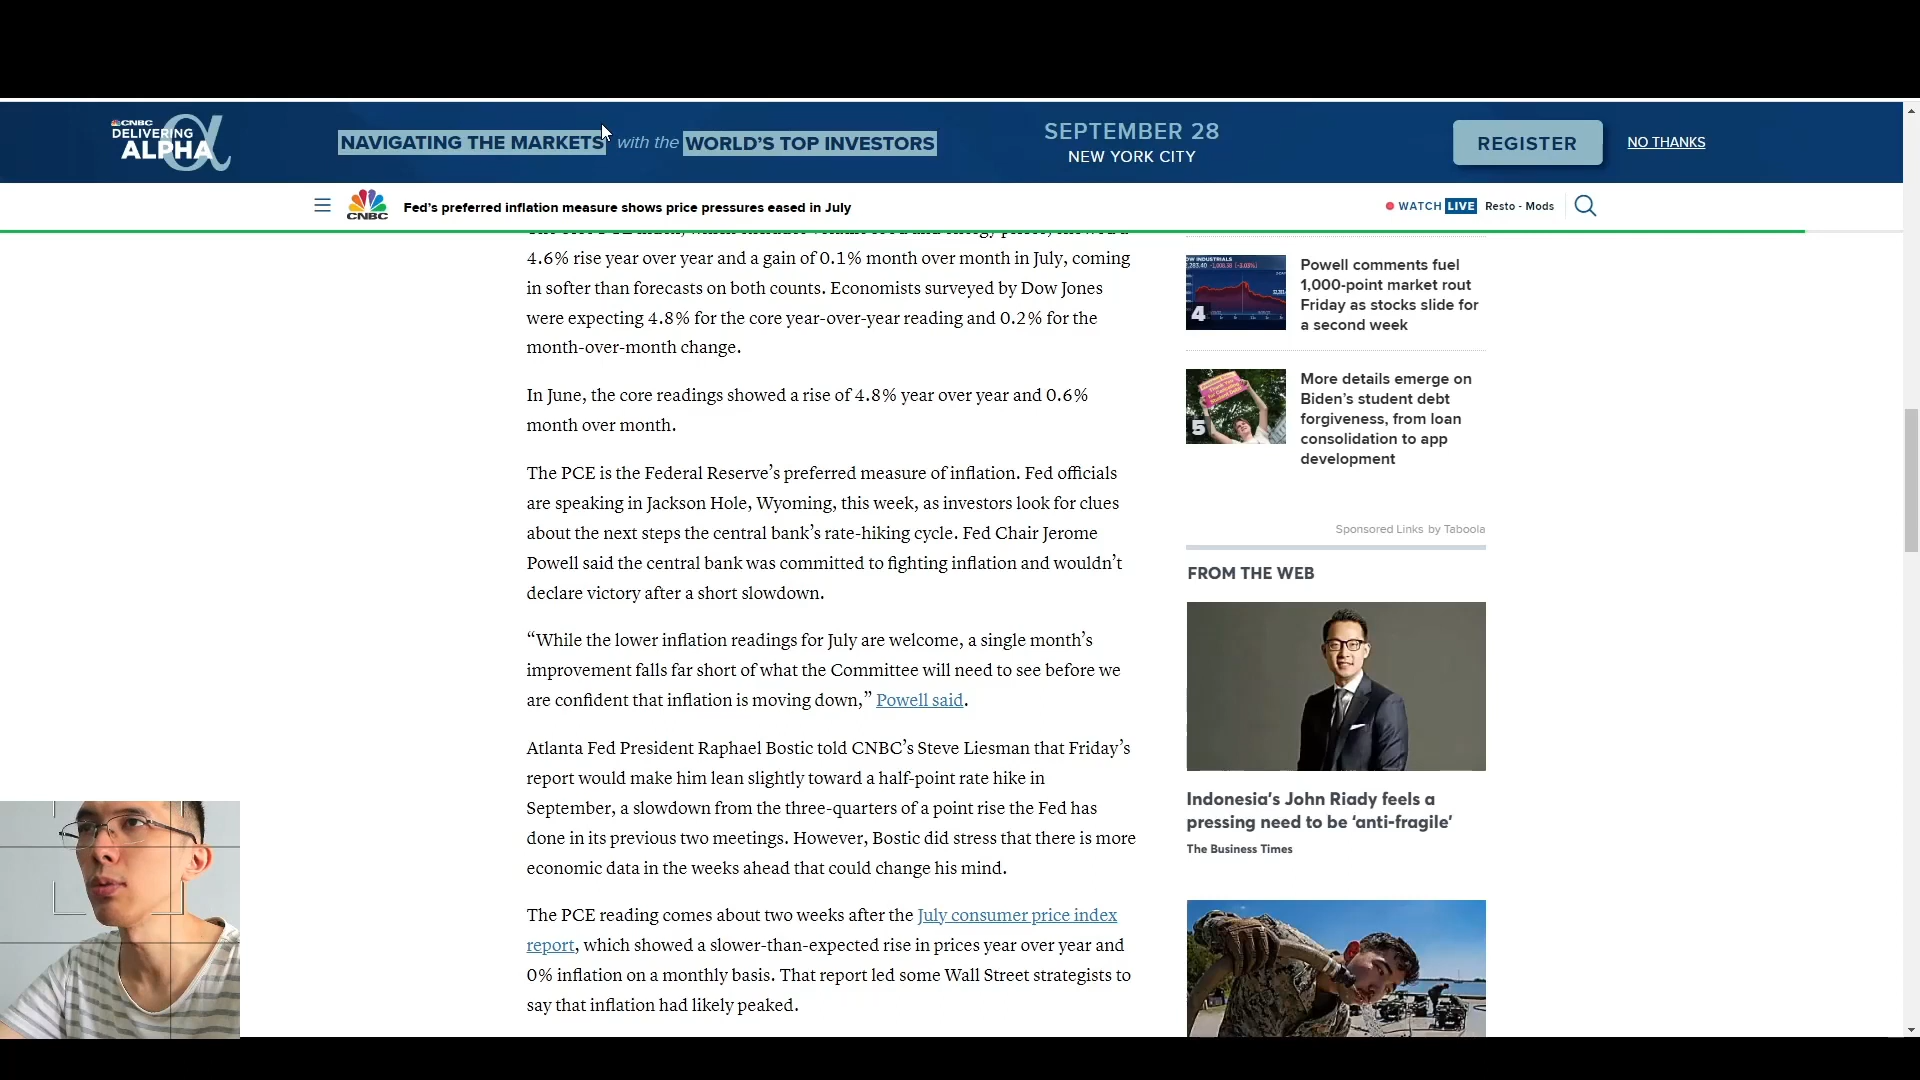 CNBC
DELIVERING
ALPHA
NAVIGATING THE MARKETS with the WORLD'S TOP INVESTORS
SEPTEMBER 28
NEW YORK CITY
REGISTER
NO THANKS
CNBC
Fed's preferred inflation measure shows price pressures eased in July
WATCH LIVE Resto - Mods
4.6% rise year over year and a gain of 0.1% month over month in July, coming
in softer than forecasts on both counts. Economists surveyed by Dow Jones
were expecting 4.8% for the core year-over-year reading and 0.2% for the
month-over-month change.
In June, the core readings showed a rise of 4.8% year over year and 0.6%
month over month.
The PCE is the Federal Reserve’s preferred measure of inflation. Fed officials
are speaking in Jackson Hole, Wyoming, this week, as investors look for clues
about the next steps the central bank’s rate-hiking cycle. Fed Chair Jerome
Powell said the central bank was committed to fighting inflation and wouldn’t
declare victory after a short slowdown.
“While the lower inflation readings for July are welcome, a single month’s
improvement falls far short of what the Committee will need to see before we
are confident that inflation is moving down,” Powell said.
Atlanta Fed President Raphael Bostic told CNBC’s Steve Liesman that Friday’s
report would make him lean slightly toward a half-point rate hike in
September, a slowdown from the three-quarters of a point rise the Fed has
done in its previous two meetings. However, Bostic did stress that there is more
economic data in the weeks ahead that could change his mind.
The PCE reading comes about two weeks after the July consumer price index
report, which showed a slower-than-expected rise in prices year over year and
0% inflation on a monthly basis. That report led some Wall Street strategists to
say that inflation had likely peaked.
4
Powell comments fuel
1,000-point market rout
Friday as stocks slide for
a second week
5
More details emerge on
Biden’s student debt
forgiveness, from loan
consolidation to app
development
Sponsored Links by Taboola
FROM THE WEB
Indonesia's John Riady feels a
pressing need to be ‘anti-fragile’
The Business Times